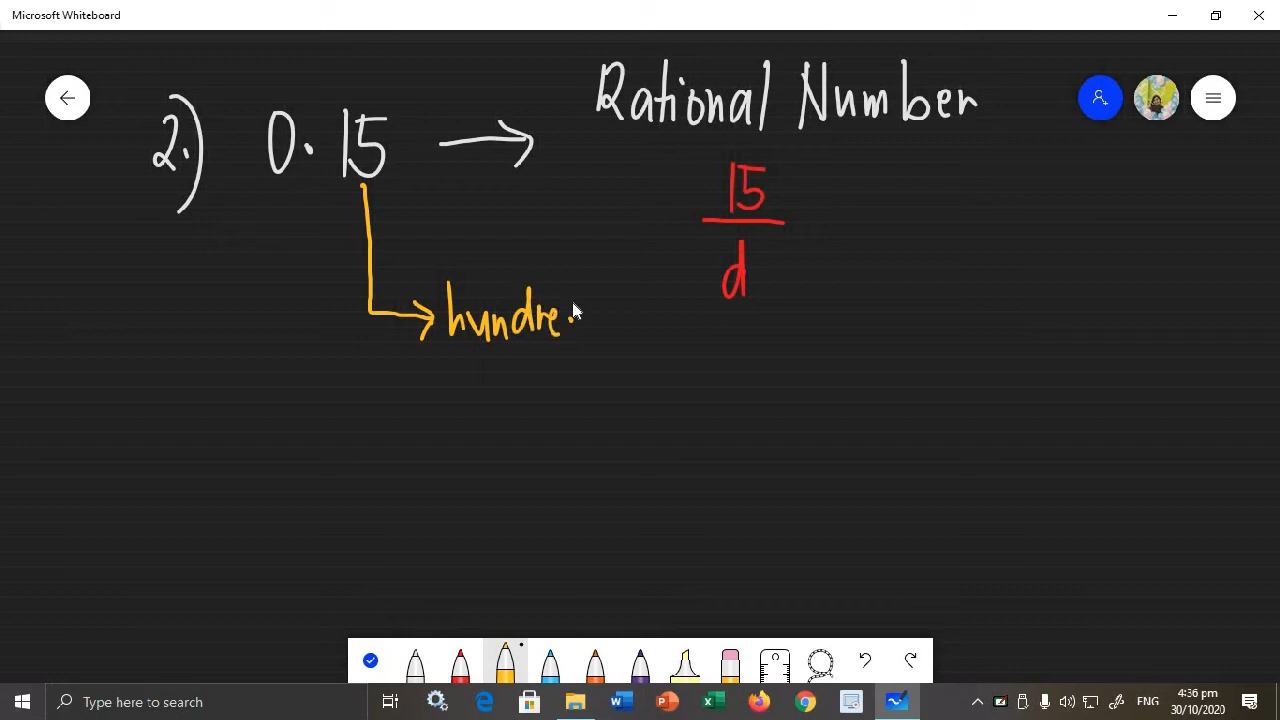 Microsoft Whiteboard
2.) 0.15 → Rational Number
15
d
hundre
Type here to search
ENG
4:36 pm
30/10/2020